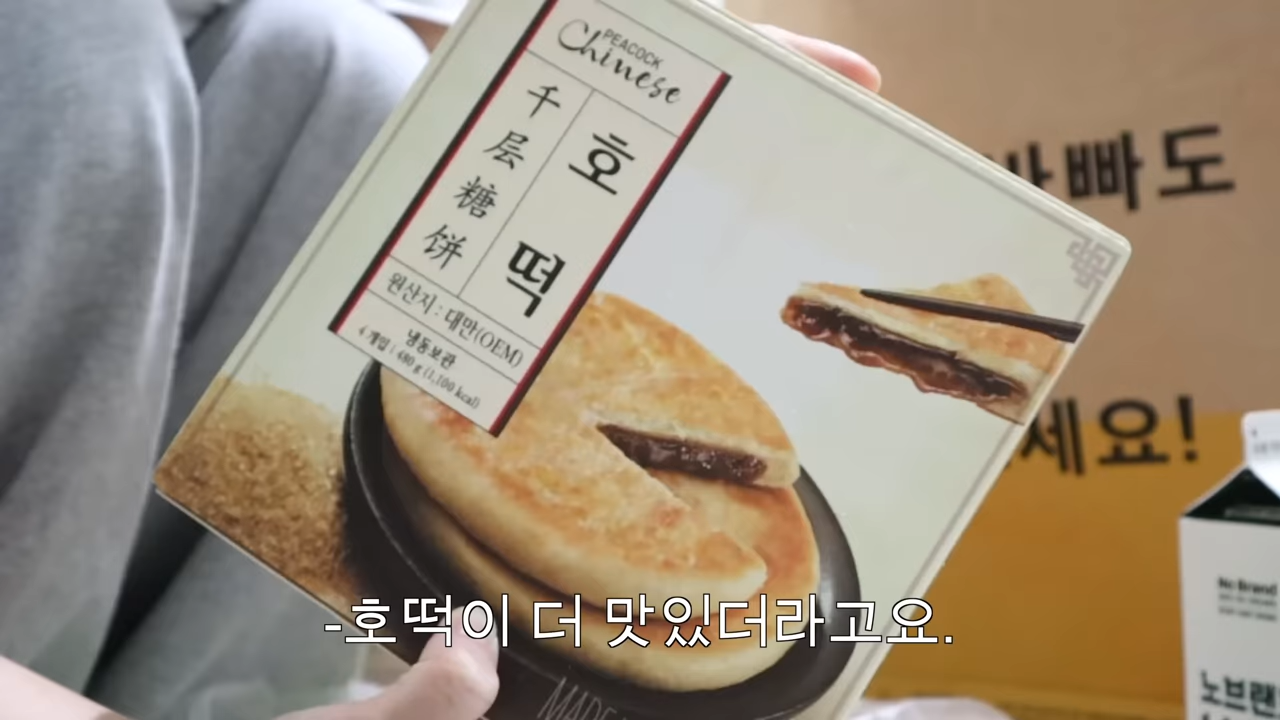 PEACOCK
Chinese
호떡
千层糖饼
원산지 : 대만(OEM)
냉동보관
4 개입 | 480 g (1,100 kcal)
MADE
빠도
세요!
No Brand
노브랜
-호떡이 더 맛있더라고요.